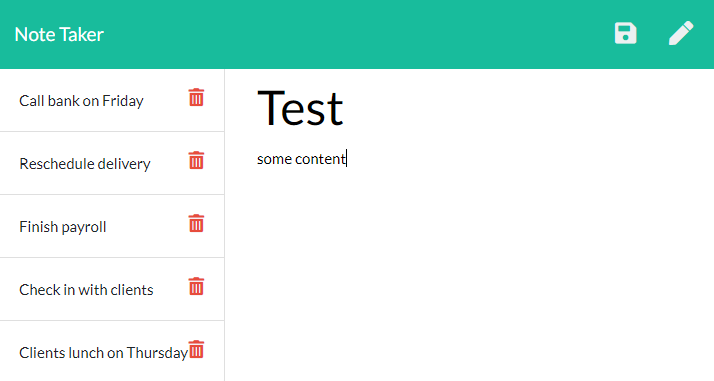 Note Taker
Call bank on Friday
Reschedule delivery
Finish payroll
Check in with clients
Clients lunch on Thursday
Test
some content